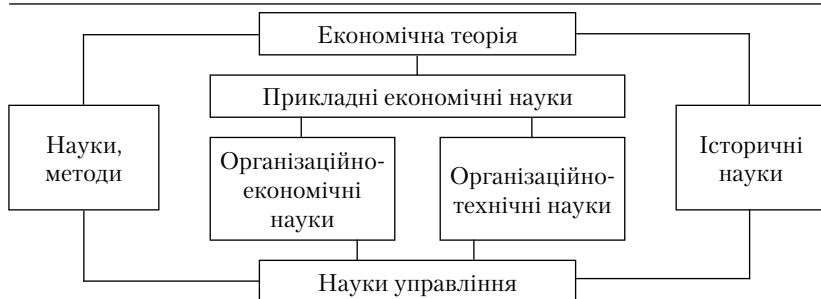 Економічна теорія
Прикладні економічні науки
Науки,
методи
Організаційно-
економічні
науки
Організаційно-
технічні науки
Історичні
науки
Науки управління